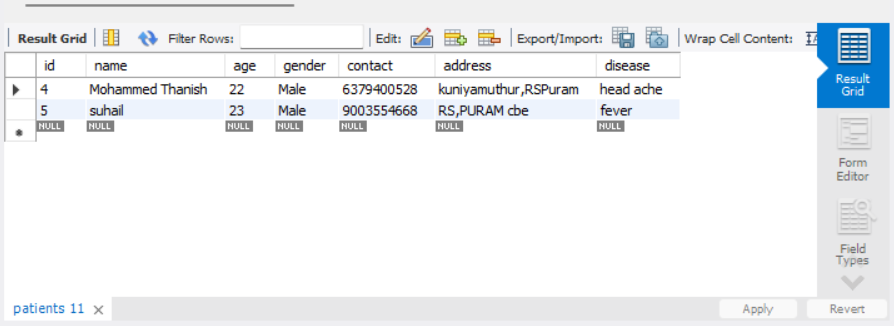 Result Grid Filter Rows: Edit: Export/Import: Wrap Cell Content:
id name age gender contact address disease
4 Mohammed Thanish 22 Male 6379400528 kuniyamuthur,RSPuram head ache
5 suhail 23 Male 9003554668 RS,PURAM cbe fever
NULL NULL NULL NULL NULL NULL NULL
Result
Grid
Form
Editor
Field
Types
patients 11
Apply Revert